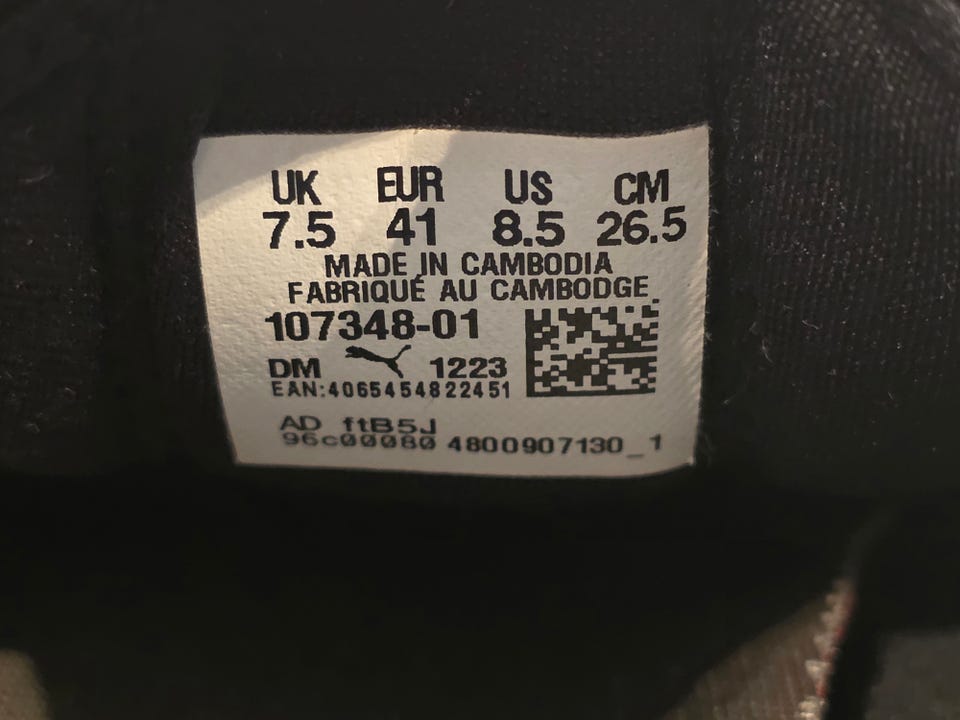 UK EUR US CM
7.5 41 8.5 26.5
MADE IN CAMBODIA
FABRIQUÉ AU CAMBODGE
107348-01
DM 1223
EAN:4065454822451
AD ftB5J
96c00080 4800907130_1